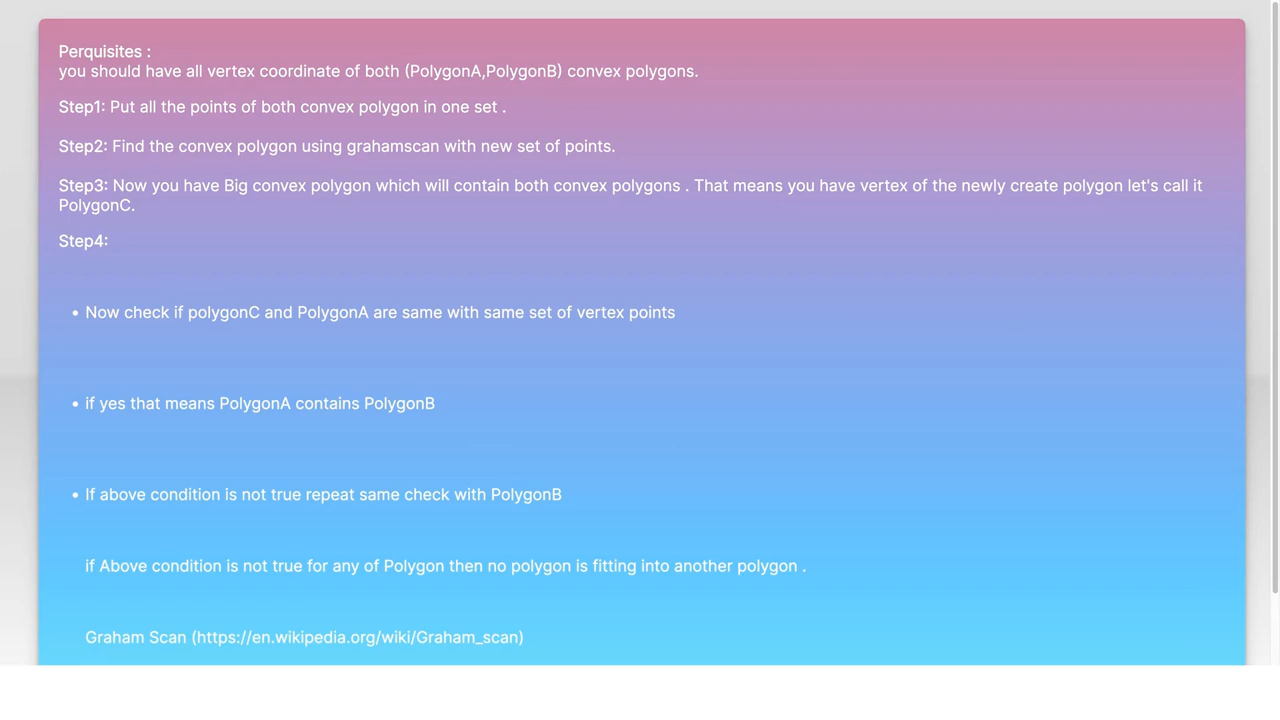 Perquisites :
you should have all vertex coordinate of both (PolygonA,PolygonB) convex polygons.
Step1: Put all the points of both convex polygon in one set .
Step2: Find the convex polygon using grahamscan with new set of points.
Step3: Now you have Big convex polygon which will contain both convex polygons . That means you have vertex of the newly create polygon let's call it
PolygonC.
Step4:
• Now check if polygonC and PolygonA are same with same set of vertex points
• if yes that means PolygonA contains PolygonB
• If above condition is not true repeat same check with PolygonB
if Above condition is not true for any of Polygon then no polygon is fitting into another polygon .
Graham Scan (https://en.wikipedia.org/wiki/Graham_scan)